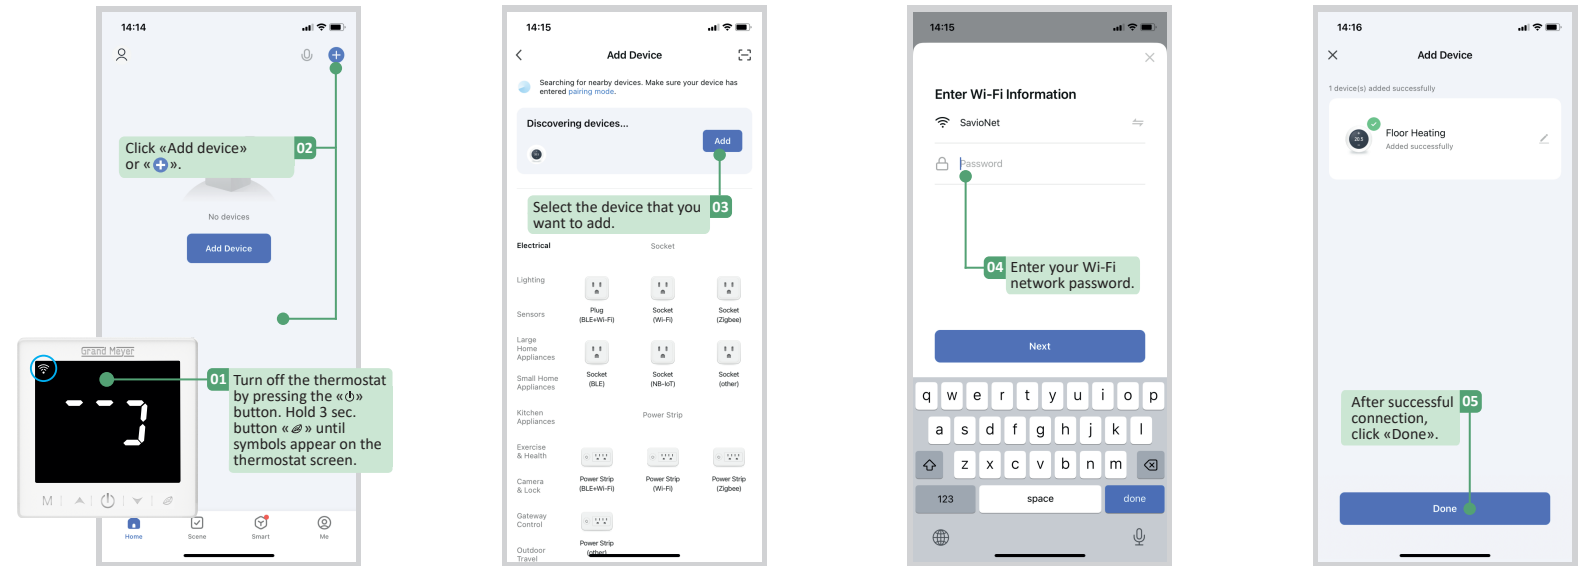 14:14
02
Click «Add device»
or « ».
No devices
Add Device
Grand Meyer
01
Turn off the thermostat
by pressing the « »
button. Hold 3 sec.
button « » until
symbols appear on the
thermostat screen.
M
Home
Scene
Smart
Me
14:15
Add Device
Searching for nearby devices. Make sure your device has
entered pairing mode.
Discovering devices...
Add
Select the device that you
want to add.
03
Electrical
Lighting
Sensors
Large
Home
Appliances
Small Home
Appliances
Kitchen
Appliances
Exercise
& Health
Camera
& Lock
Gateway
Control
Outdoor
Travel
Socket
Plug
(BLE+Wi-Fi)
Socket
(Wi-Fi)
Socket
(Zigbee)
Socket
(BLE)
Socket
(NB-IoT)
Socket
(other)
Power Strip
Power Strip
(BLE+Wi-Fi)
Power Strip
(Wi-Fi)
Power Strip
(Zigbee)
Power Strip
(other)
14:15
Enter Wi-Fi Information
SavioNet
Password
04
Enter your Wi-Fi
network password.
Next
q w e r t y u i o p
a s d f g h j k l
z x c v b n m
123 space done
14:16
Add Device
1 device(s) added successfully
20.5
Floor Heating
Added successfully
After successful
connection,
click «Done».
05
Done